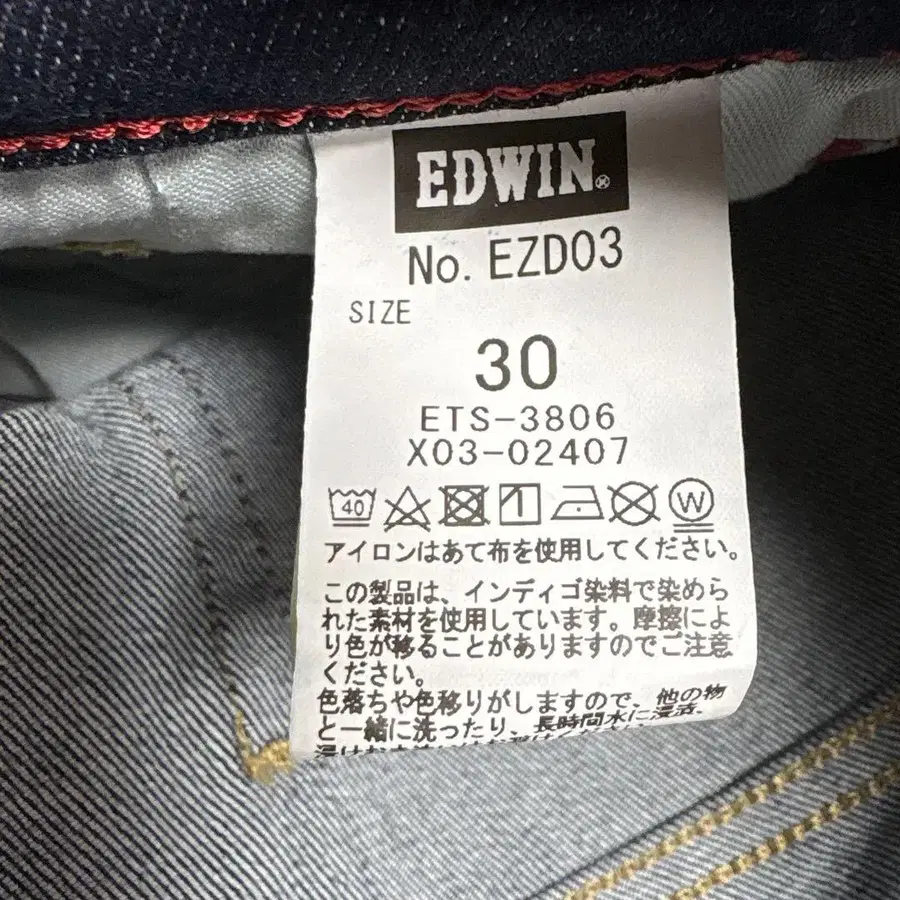 EDWIN®
No. EZD03
SIZE
30
ETS-3806
X03-02407
40 W
アイロンはあて布を使用してください。
この製品は、インディゴ染料で染めら
れた素材を使用しています。摩擦によ
り色が移ることがありますのでご注意
ください。
色落ちや色移りがしますので、他の物
と一緒に洗ったり、長時間水に浸漬、